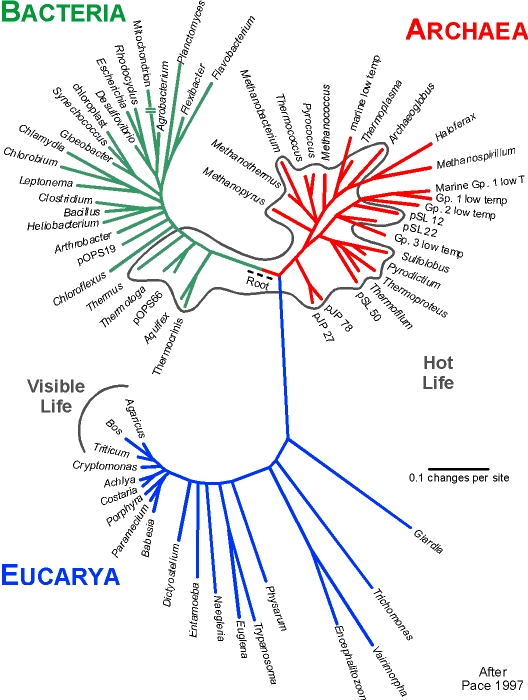 BACTERIA
ARCHAEA
Planctomyces
Flavobacterium
Flexibacter
Agrobacterium
Mitochondrion
Rhodocyclus
Escherichia
Desulfovibrio
chloroplast
Synechococcus
Gloeobacter
Chlamydia
Chlorobium
Leptonema
Clostridium
Bacillus
Heliobacterium
Arthrobacter
pOPS19
Chloroflexus
Thermus
Thermotoga
pOPS66
Aquifex
Thermocrinis
Root
Methanopyrus
Methanothermus
Methanobacterium
Thermococcus
Pyrococcus
Methanococcus
marine low temp
Thermoplasma
Archaeoglobus
Haloferax
Methanospirillum
Marine Gp. 1 low T
Gp. 1 low temp
Gp. 2 low temp
pSL 12
pSL 22
Gp. 3 low temp
Sulfolobus
Pyrodictium
Thermoproteus
Thermofilum
pSL 50
pJP 78
pJP 27
Hot
Life
Visible
Life
Agaricus
Bos
Triticum
Cryptomonas
Achlya
Costaria
Porphyra
Paramecium
Babesia
Dictyostelium
Entamoeba
Naegleria
Euglena
Trypanosoma
Physarum
Encephalitozoon
Vairimorpha
Trichomonas
Giardia
EUCARYA
0.1 changes per site
After
Pace 1997